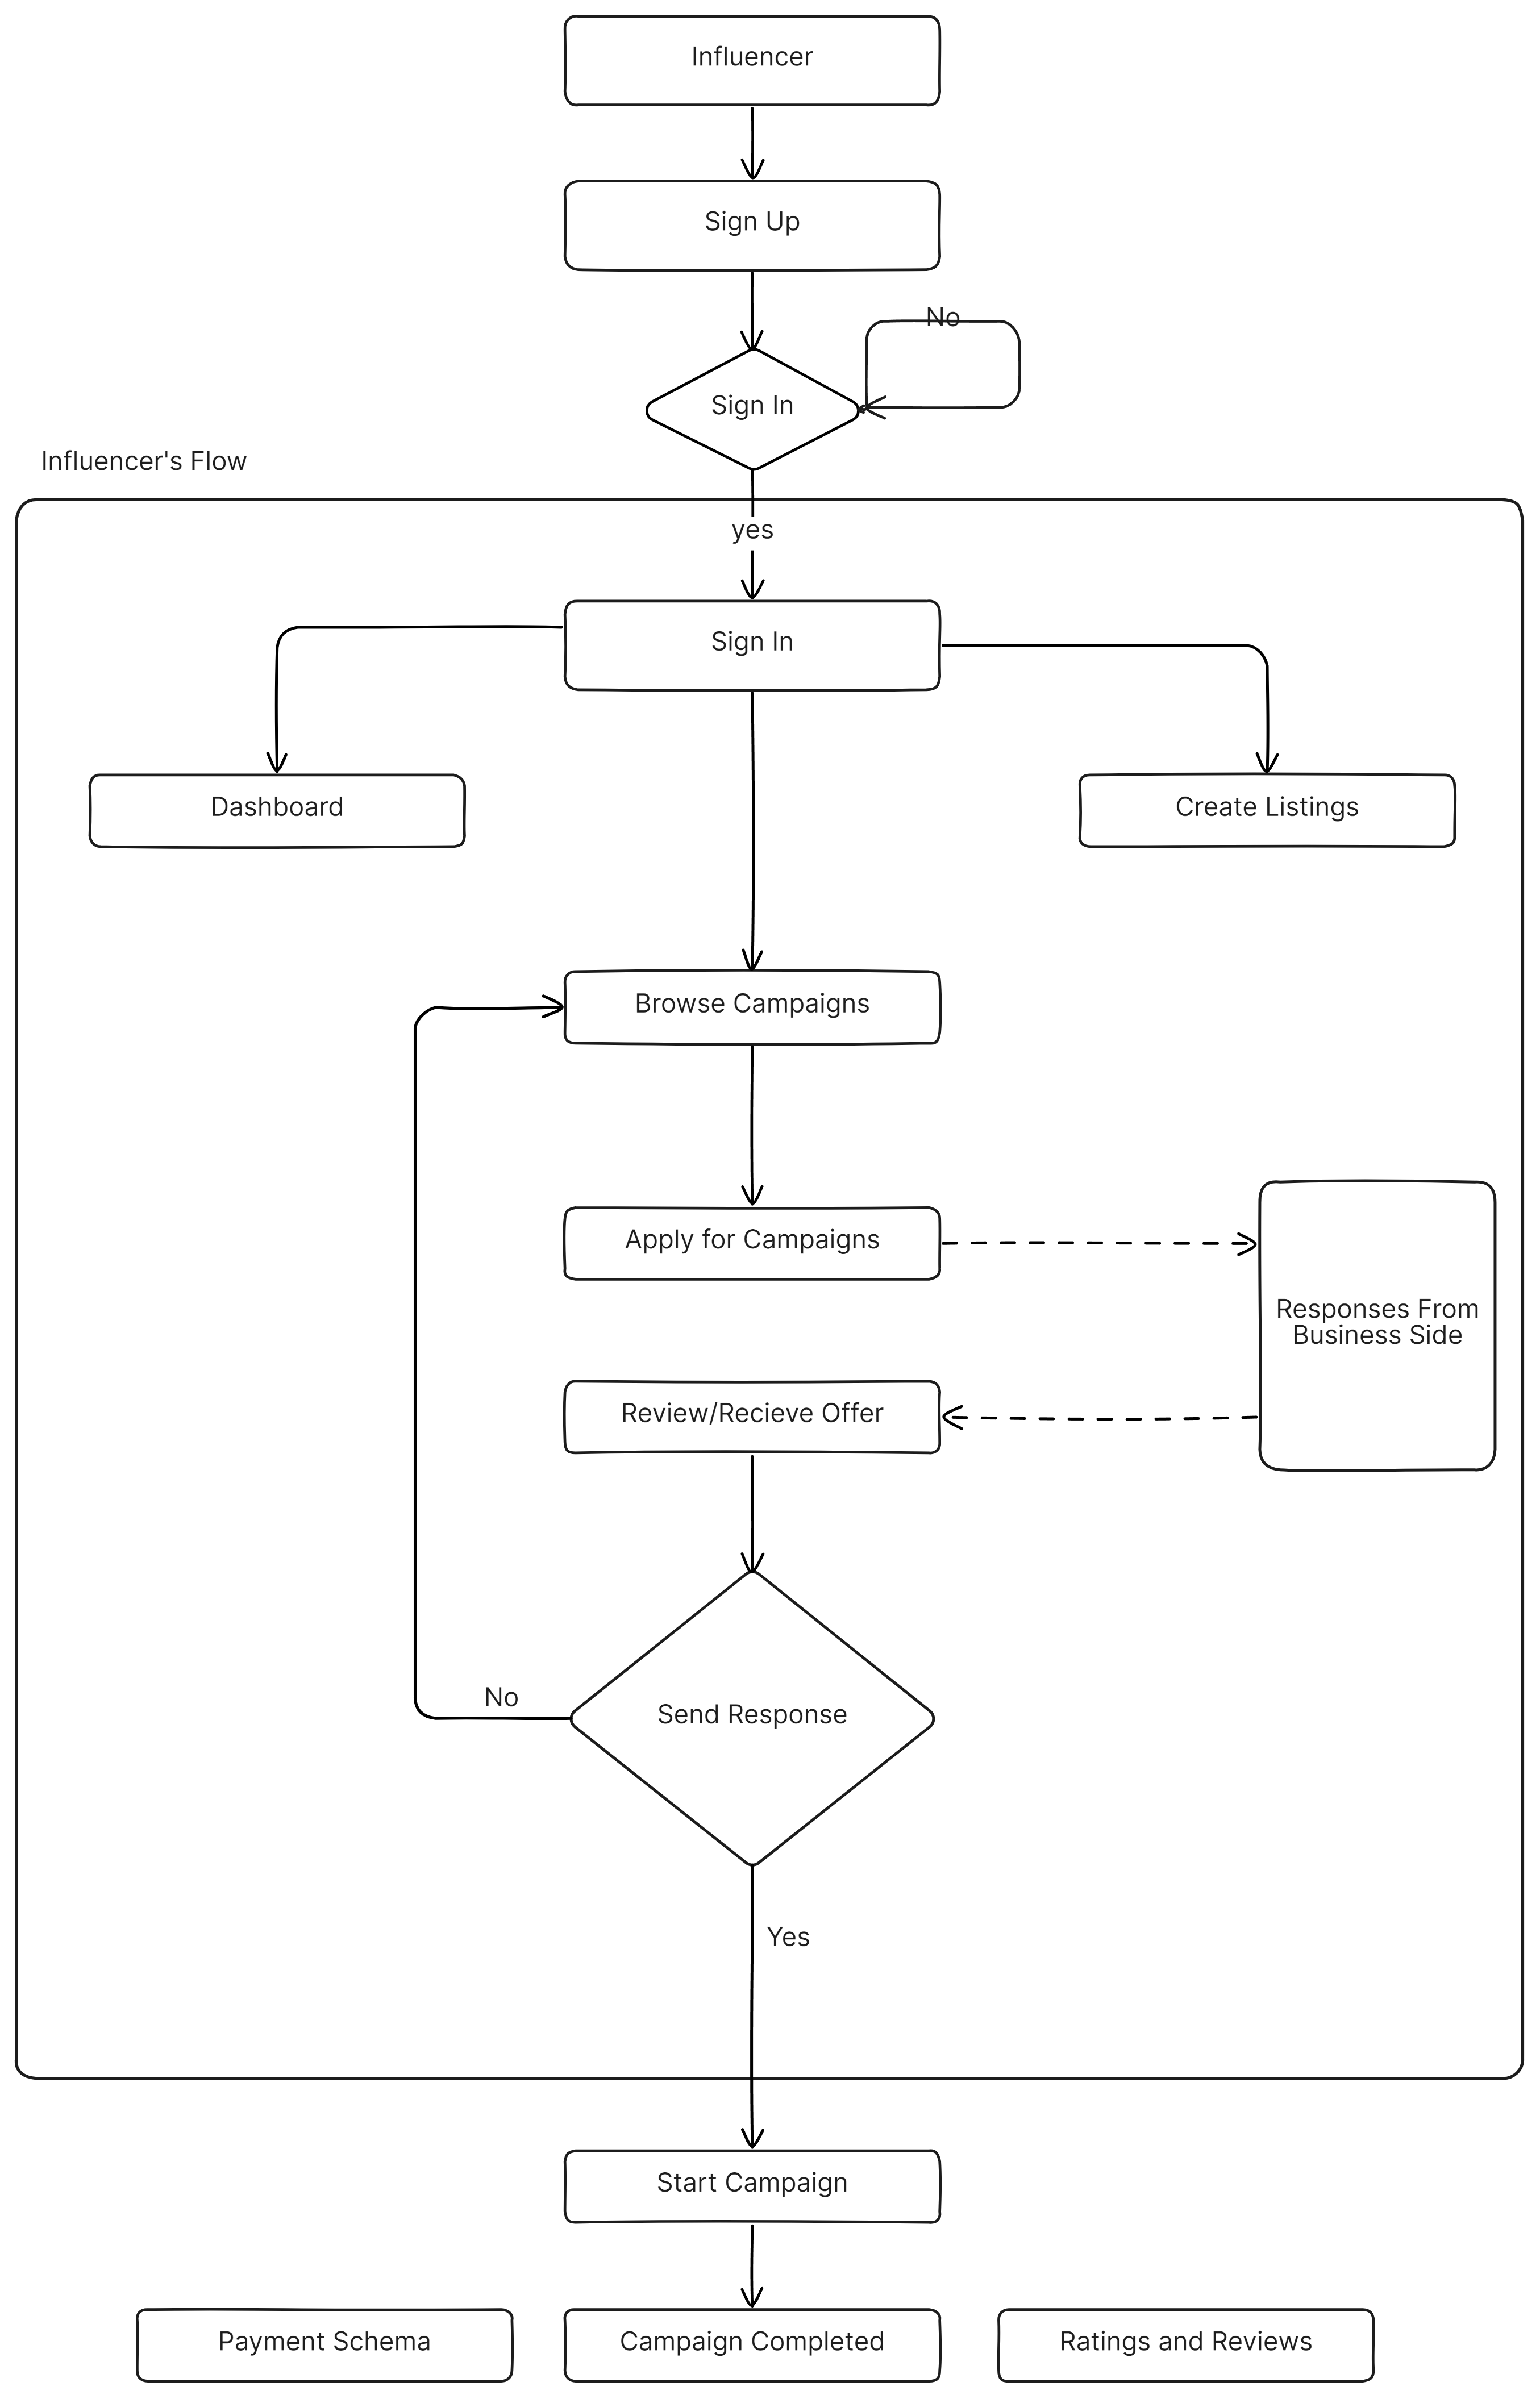 Influencer
Sign Up
No
Sign In
Influencer's Flow
yes
Sign In
Dashboard
Create Listings
Browse Campaigns
Apply for Campaigns
Responses From
Business Side
Review/Recieve Offer
No
Send Response
Yes
Start Campaign
Payment Schema
Campaign Completed
Ratings and Reviews